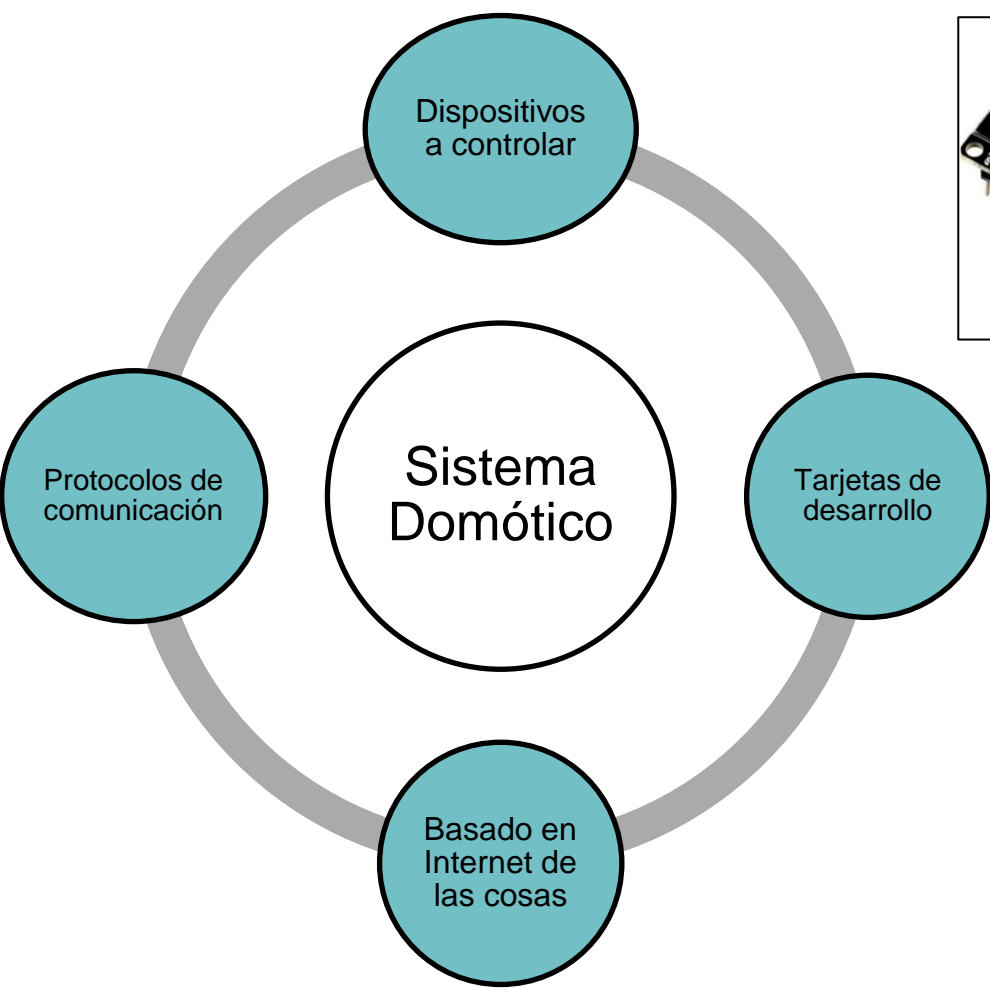 Dispositivos
a controlar
Sistema
Domótico
Protocolos de
comunicación
Tarjetas de
desarrollo
Basado en
Internet de
las cosas